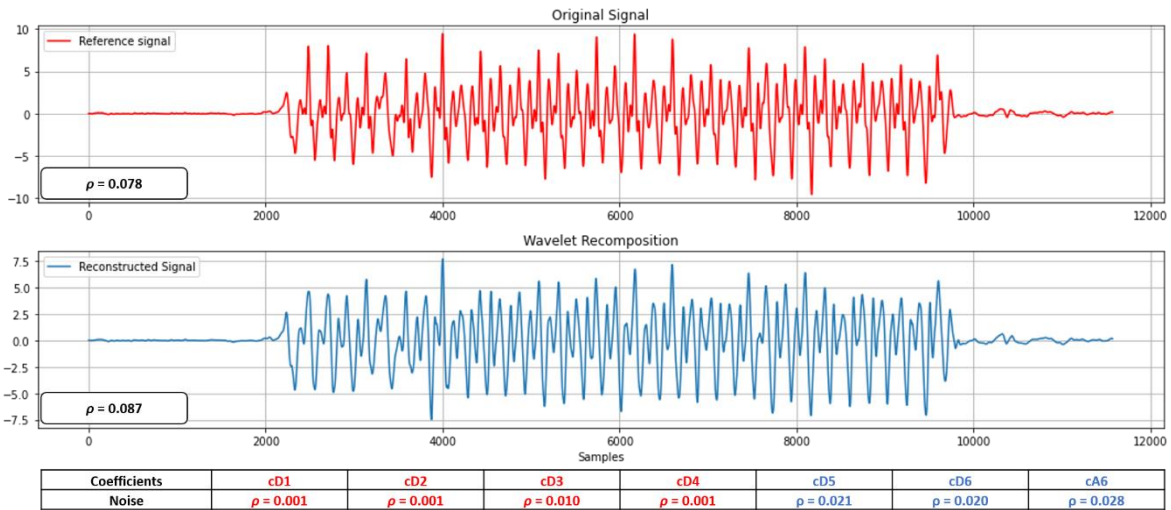 Original Signal
Reference signal
10
5
0
−5
−10
ρ = 0.078
0 2000 4000 6000 8000 10000 12000
Wavelet Recomposition
Reconstructed Signal
7.5
5.0
2.5
0.0
−2.5
−5.0
−7.5
ρ = 0.087
0 2000 4000 6000 8000 10000 12000
Samples
Coefficients cD1 cD2 cD3 cD4 cD5 cD6 cA6
Noise ρ = 0.001 ρ = 0.001 ρ = 0.010 ρ = 0.001 ρ = 0.021 ρ = 0.020 ρ = 0.028